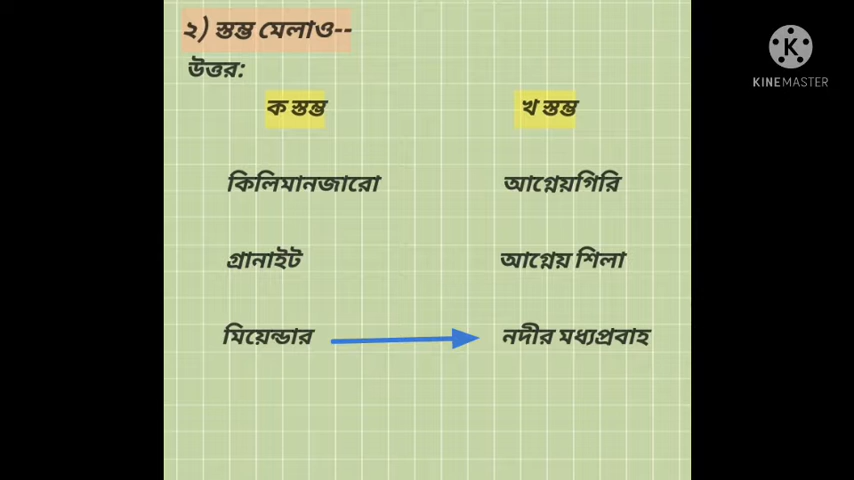 ২) স্তম্ভ মেলাও--
উত্তর:
ক স্তম্ভ খ স্তম্ভ
কিলিমানজারো আগ্নেয়গিরি
গ্রানাইট আগ্নেয় শিলা
মিয়েন্ডার নদীর মধ্যপ্রবাহ
K
KINEMASTER